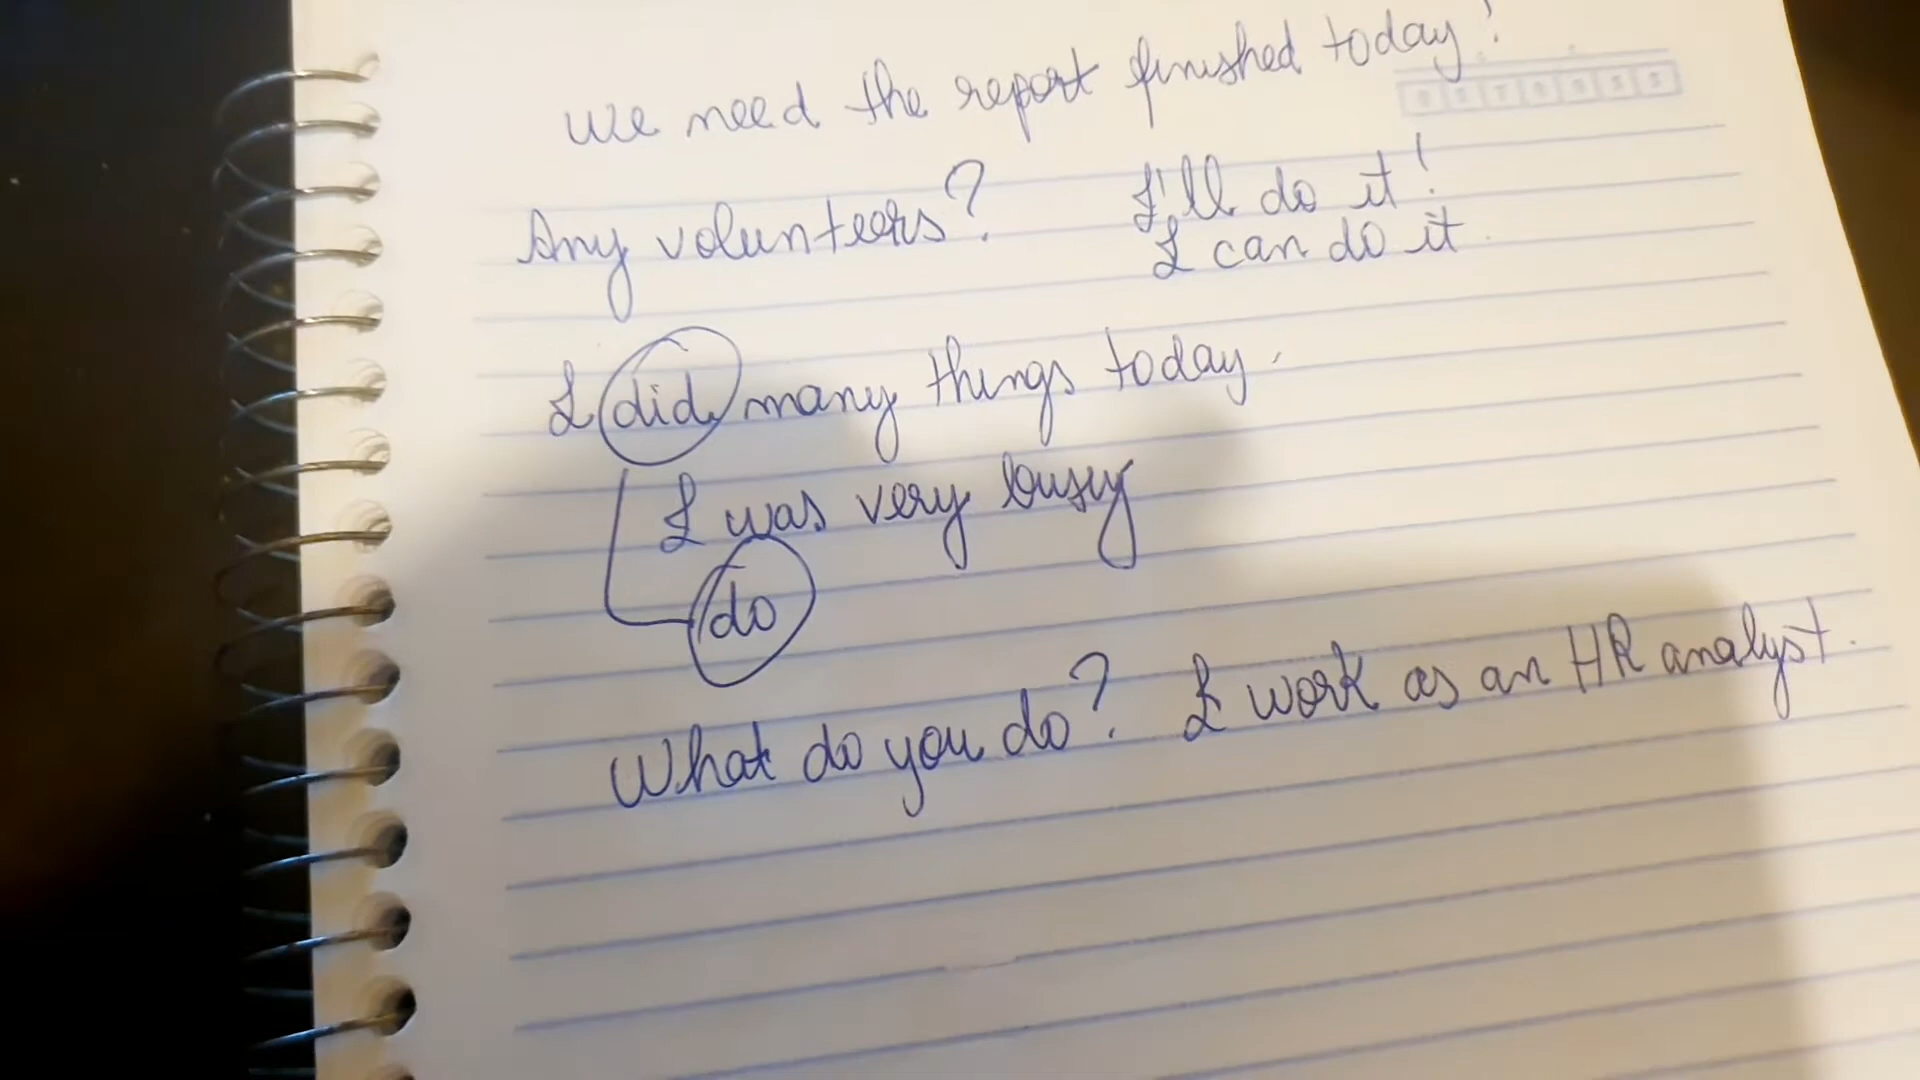 We need the report finished today!
Any volunteers? I'll do it!
I can do it.
I did many things today.
I was very busy
do
What do you do? I work as an HR analyst.